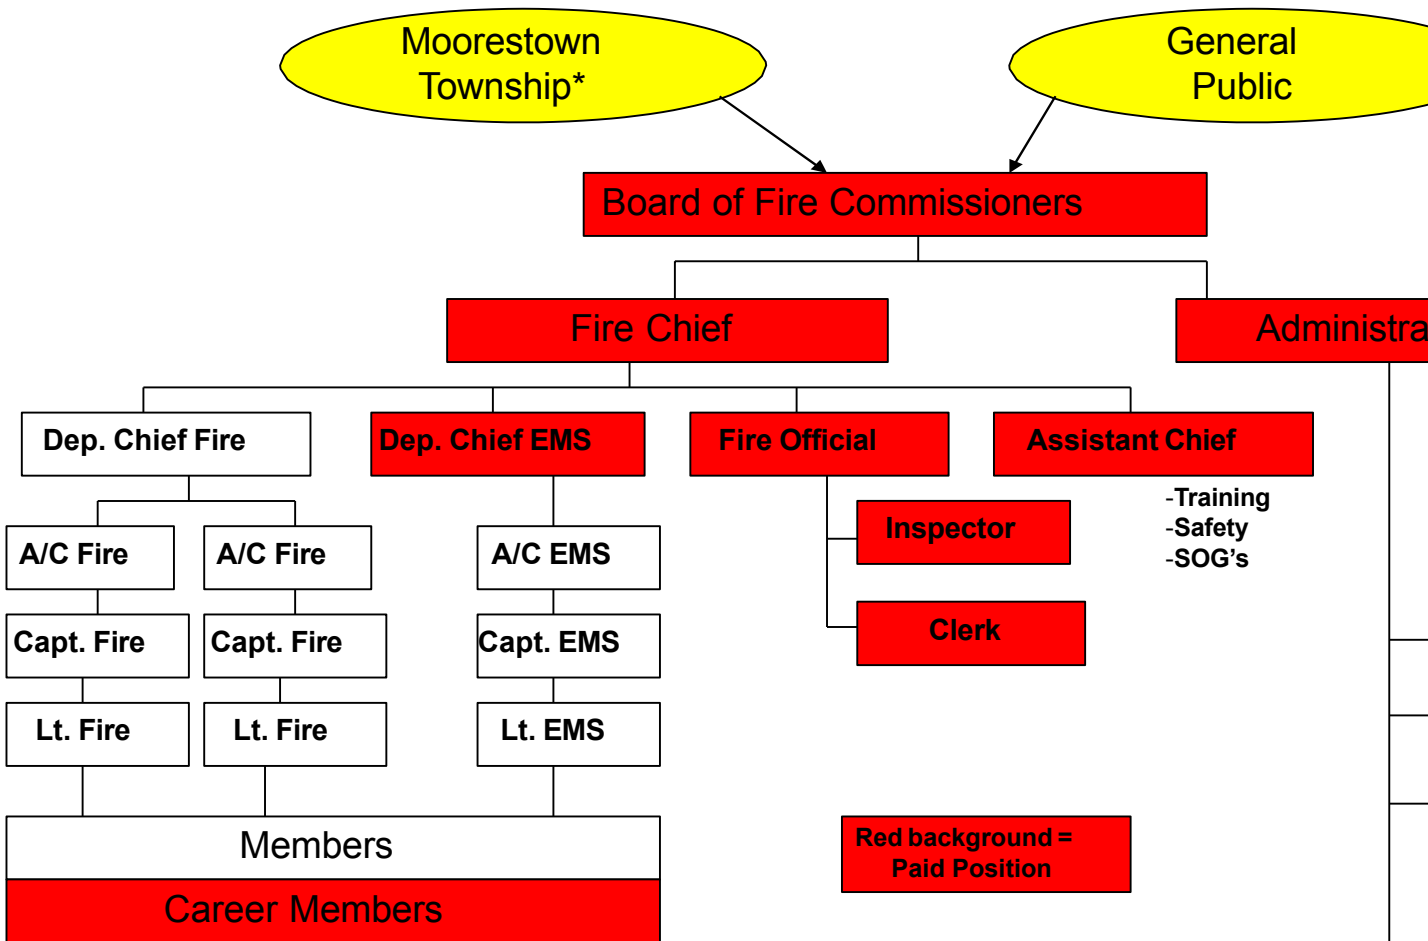 Moorestown
Township*
General
Public
Board of Fire Commissioners
Fire Chief
Administra
Dep. Chief Fire
Dep. Chief EMS
Fire Official
Assistant Chief
-Training
-Safety
-SOG's
Inspector
A/C Fire
A/C Fire
A/C EMS
Clerk
Capt. Fire
Capt. Fire
Capt. EMS
Lt. Fire
Lt. Fire
Lt. EMS
Members
Career Members
Red background =
Paid Position